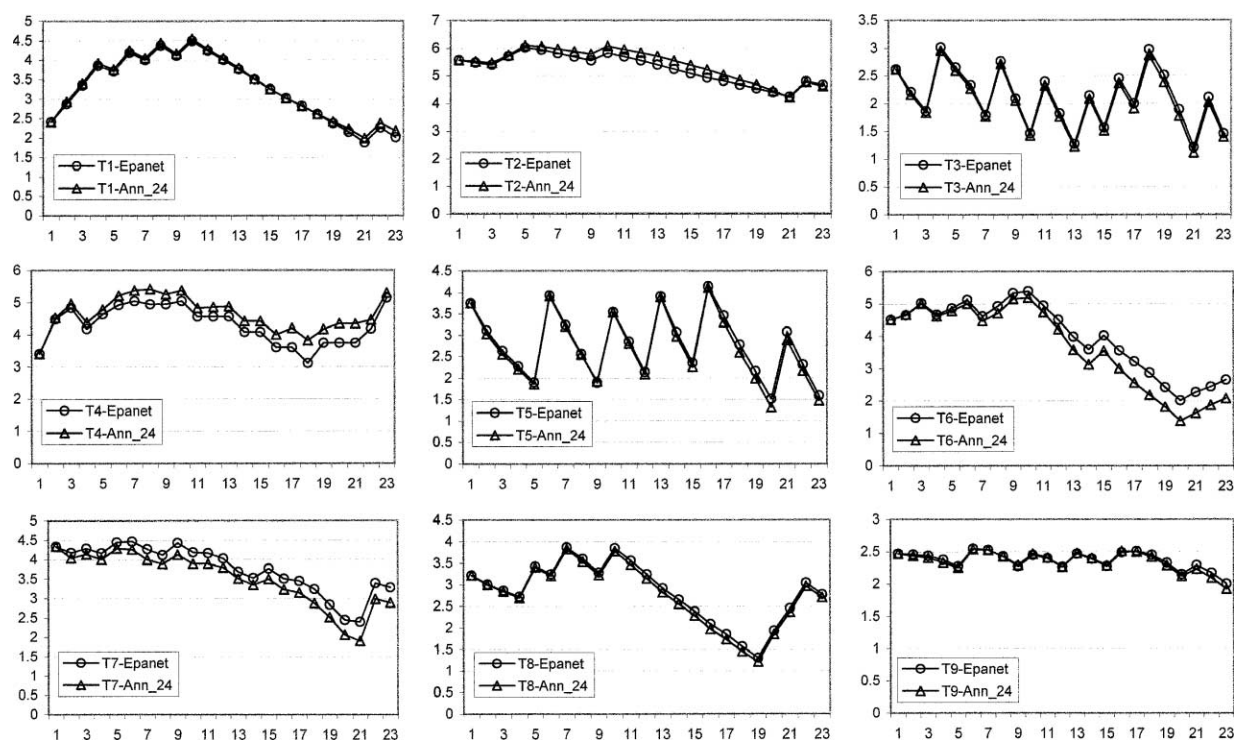 5
4.5
4
3.5
3
2.5
2
1.5
1
0.5
0
T1-Epanet
T1-Ann_24
1 3 5 7 9 11 13 15 17 19 21 23
7
6
5
4
3
2
1
0
T2-Epanet
T2-Ann_24
1 3 5 7 9 11 13 15 17 19 21 23
3.5
3
2.5
2
1.5
1
0.5
0
T3-Epanet
T3-Ann_24
1 3 5 7 9 11 13 15 17 19 21 23
6
5
4
3
2
1
0
T4-Epanet
T4-Ann_24
1 3 5 7 9 11 13 15 17 19 21 23
4.5
4
3.5
3
2.5
2
1.5
1
0.5
0
T5-Epanet
T5-Ann_24
1 3 5 7 9 11 13 15 17 19 21 23
6
5
4
3
2
1
0
T6-Epanet
T6-Ann_24
1 3 5 7 9 11 13 15 17 19 21 23
5
4.5
4
3.5
3
2.5
2
1.5
1
0.5
0
T7-Epanet
T7-Ann_24
1 3 5 7 9 11 13 15 17 19 21 23
4.5
4
3.5
3
2.5
2
1.5
1
0.5
0
T8-Epanet
T8-Ann_24
1 3 5 7 9 11 13 15 17 19 21 23
3
2.5
2
1.5
1
0.5
0
T9-Epanet
T9-Ann_24
1 3 5 7 9 11 13 15 17 19 21 23